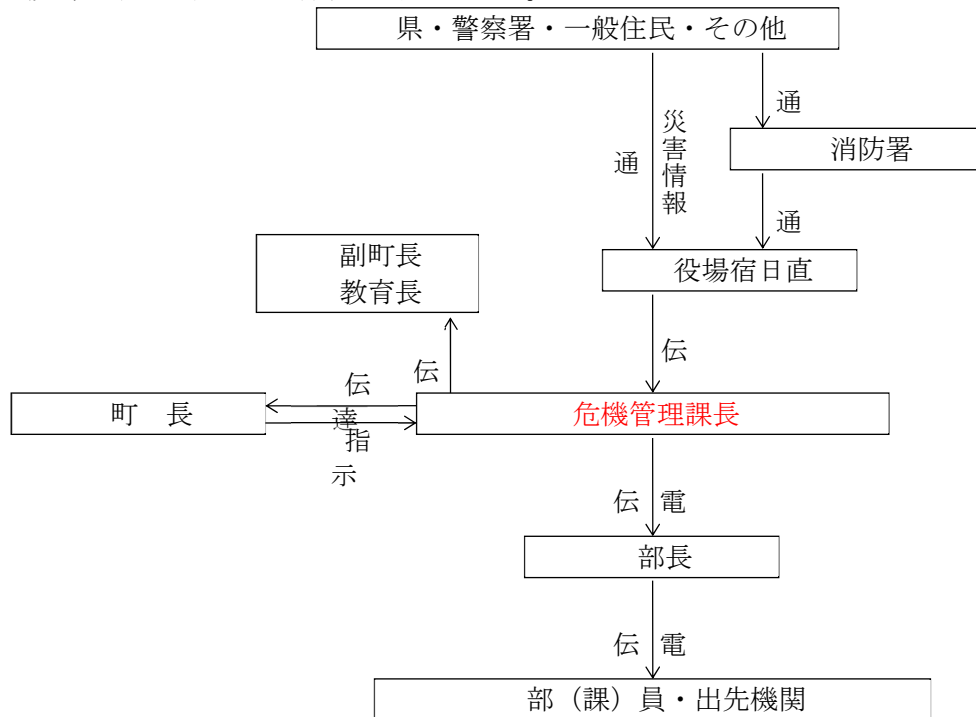 県・警察署・一般住民・その他
通
災害情報
通
消防署
通
副町長
教育長
役場宿日直
伝
伝
伝達
指示
町　長
危機管理課長
伝
電
部長
伝
電
部（課）員・出先機関